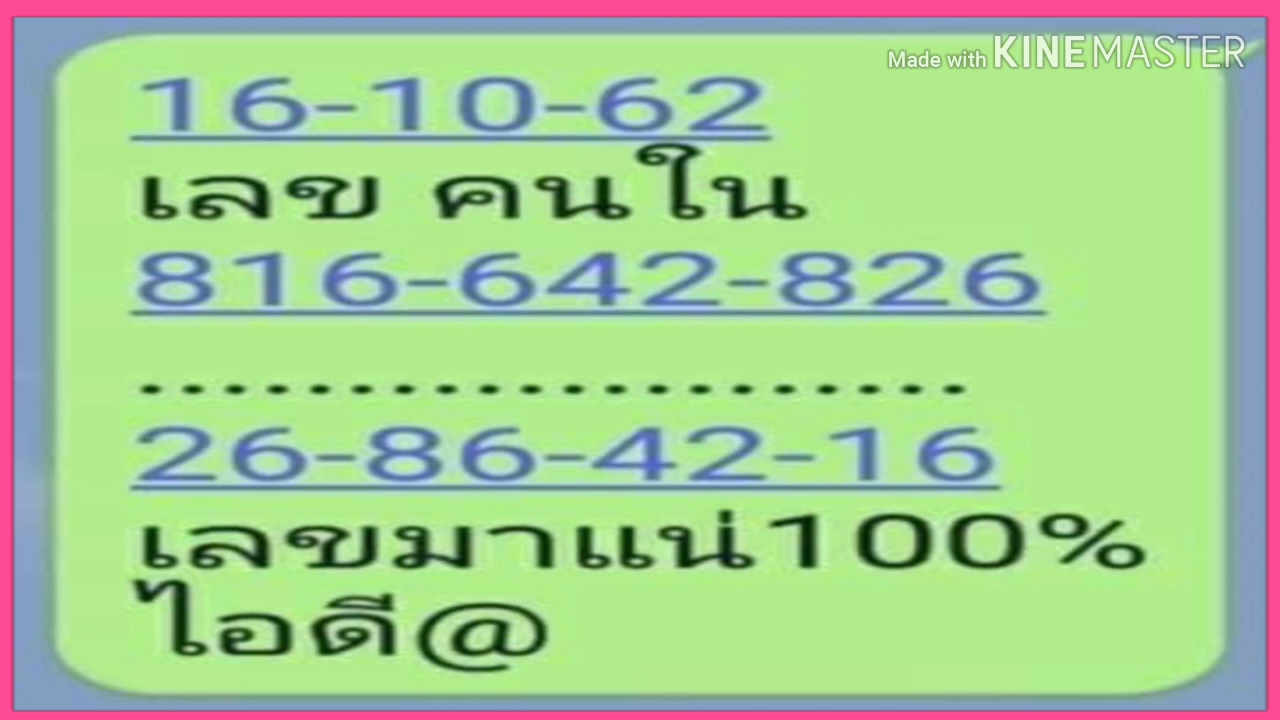 Made with KINEMASTER
16-10-62
เลข คนใน
816-642-826
.....................
26-86-42-16
เลขมาแน่100%
ไอดี@